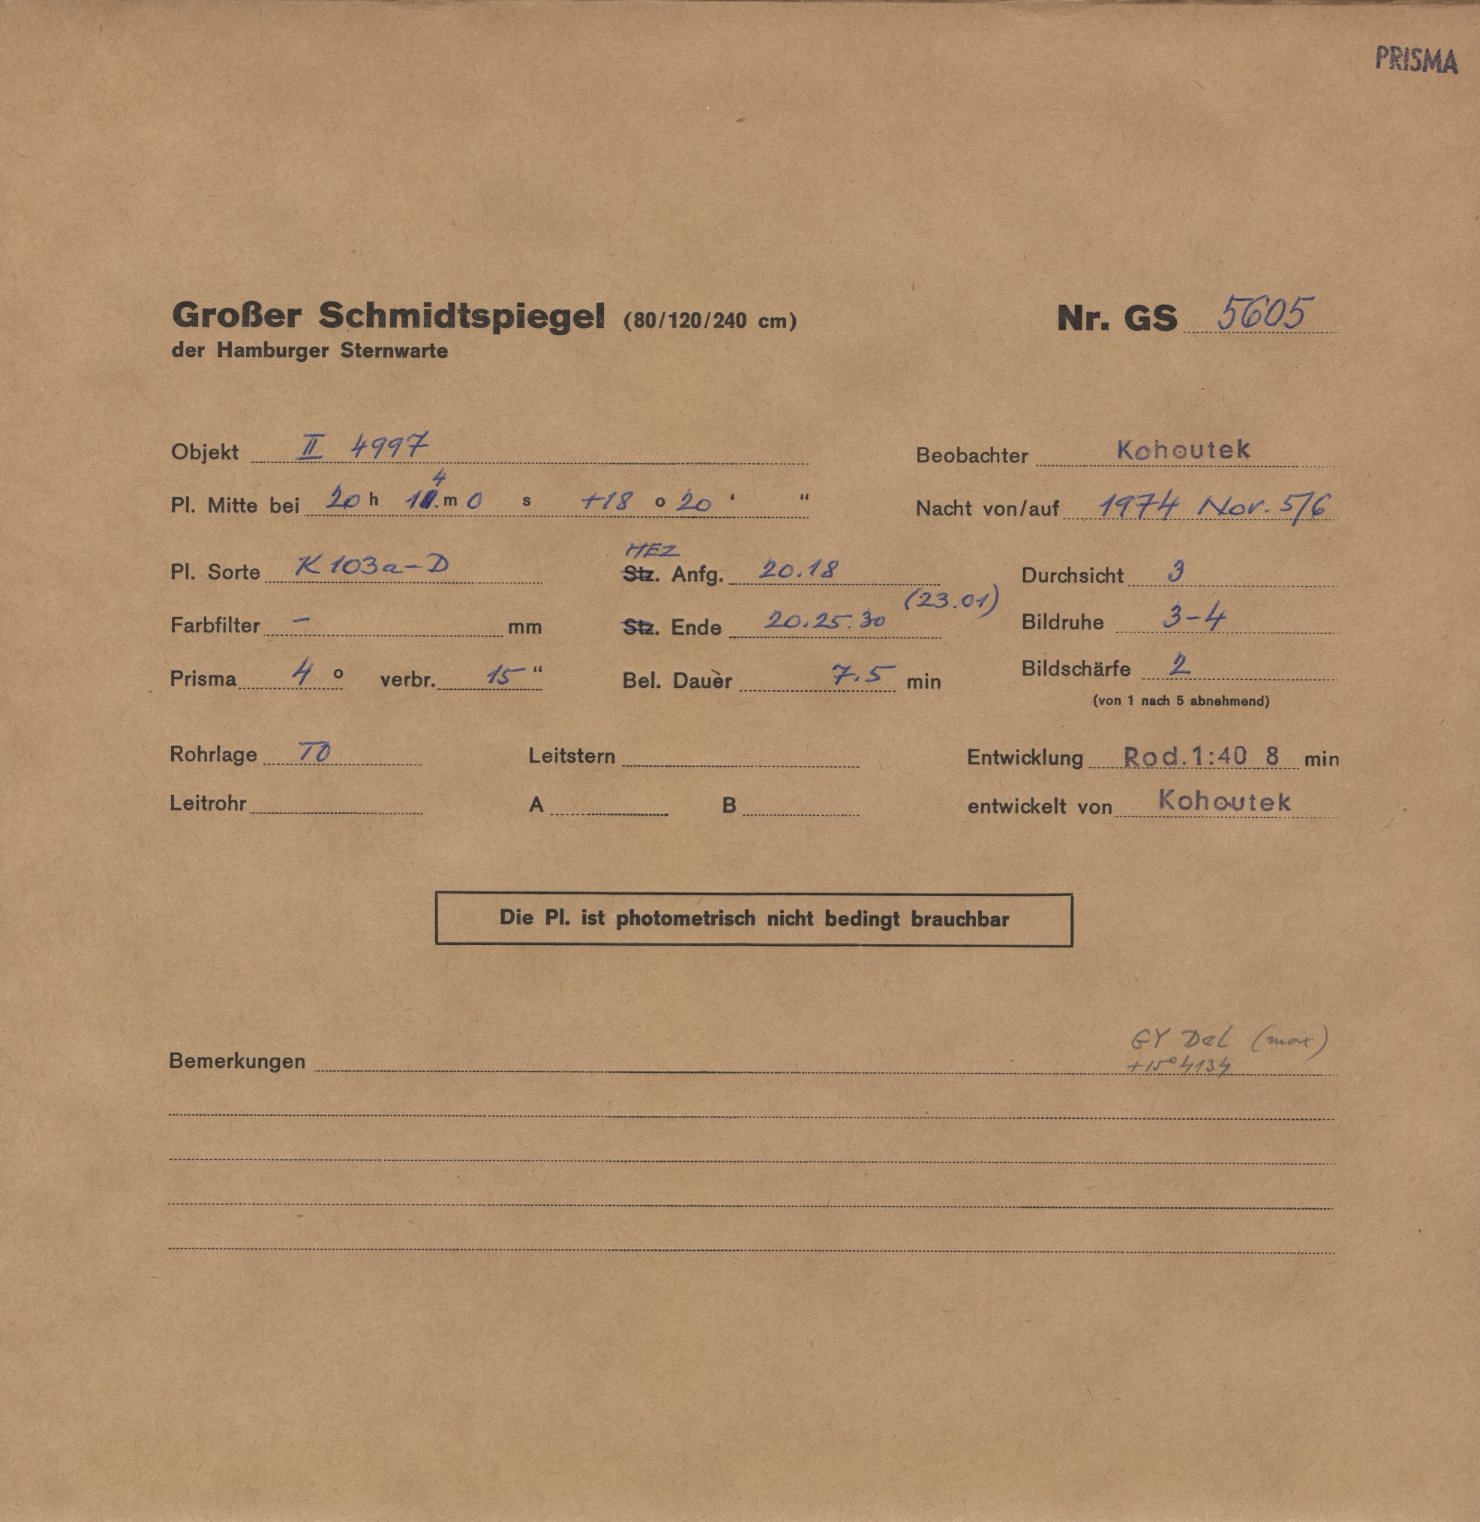 PRISMA
Großer Schmidtspiegel (80/120/240 cm) Nr. GS 5605
der Hamburger Sternwarte
Objekt II 4997 Beobachter Kohoutek
4
Pl. Mitte bei 20 h 1 m 0 s +18 o 20 ‘ “ Nacht von/auf 1974 Nov. 5/6
MEZ
Pl. Sorte K 103a-D Stz. Anfg. 20.18 Durchsicht 3
(23.01)
Farbfilter – mm Stz. Ende 20.25.30 Bildruhe 3-4
Prisma 4 o verbr. 15 “ Bel. Dauer 7.5 min Bildschärfe 2
(von 1 nach 5 abnehmend)
Rohrlage TO Leitstern Entwicklung Rod.1:40 8 min
Leitrohr A B entwickelt von Kohoutek
Die Pl. ist photometrisch nicht bedingt brauchbar
GY Del (max)
Bemerkungen +15° 4134